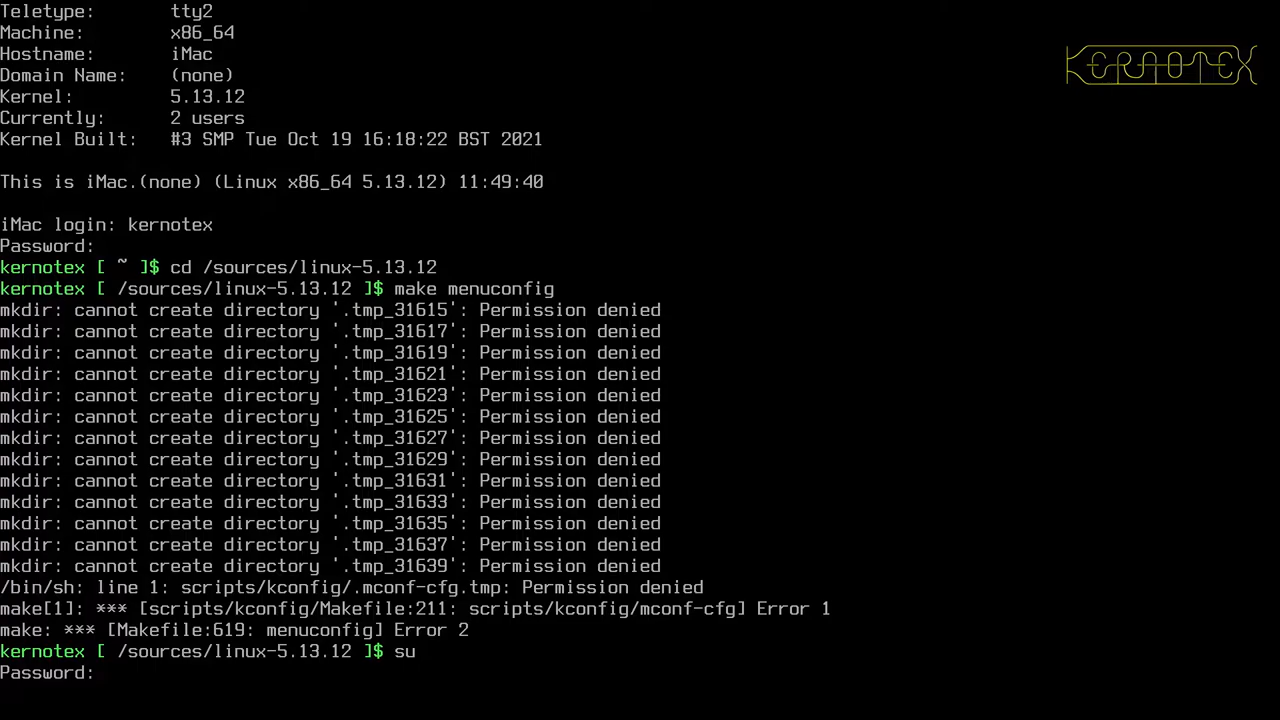 Teletype: tty2
KERNOTEX
Machine: x86_64
Hostname: iMac
Domain Name: (none)
Kernel: 5.13.12
Currently: 2 users
Kernel Built: #3 SMP Tue Oct 19 16:18:22 BST 2021
This is iMac.(none) (Linux x86_64 5.13.12) 11:49:40
iMac login: kernotex
Password:
kernotex [ ~ ]$ cd /sources/linux-5.13.12
kernotex [ /sources/linux-5.13.12 ]$ make menuconfig
mkdir: cannot create directory '.tmp_31615': Permission denied
mkdir: cannot create directory '.tmp_31617': Permission denied
mkdir: cannot create directory '.tmp_31619': Permission denied
mkdir: cannot create directory '.tmp_31621': Permission denied
mkdir: cannot create directory '.tmp_31623': Permission denied
mkdir: cannot create directory '.tmp_31625': Permission denied
mkdir: cannot create directory '.tmp_31627': Permission denied
mkdir: cannot create directory '.tmp_31629': Permission denied
mkdir: cannot create directory '.tmp_31631': Permission denied
mkdir: cannot create directory '.tmp_31633': Permission denied
mkdir: cannot create directory '.tmp_31635': Permission denied
mkdir: cannot create directory '.tmp_31637': Permission denied
mkdir: cannot create directory '.tmp_31639': Permission denied
/bin/sh: line 1: scripts/kconfig/.mconf-cfg.tmp: Permission denied
make[1]: *** [scripts/kconfig/Makefile:211: scripts/kconfig/mconf-cfg] Error 1
make: *** [Makefile:619: menuconfig] Error 2
kernotex [ /sources/linux-5.13.12 ]$ su
Password: